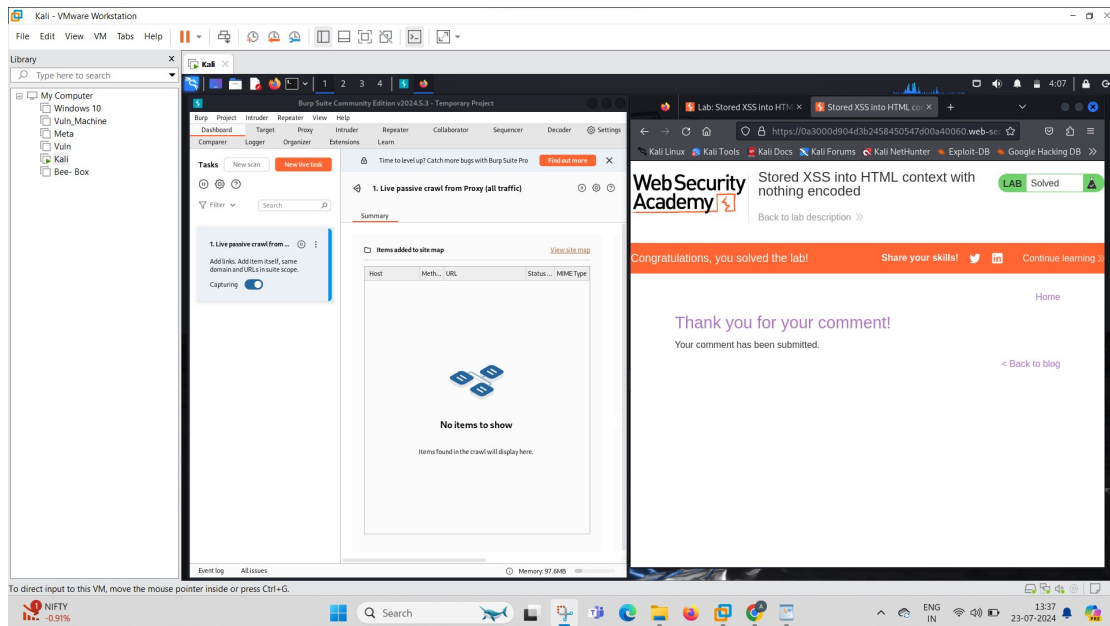 Kali - VMware Workstation
File Edit View VM Tabs Help
Library
Type here to search
My Computer
Windows 10
Vuln_Machine
Meta
Vuln
Kali
Bee- Box
Kali
1 2 3 4
4:07
Burp Suite Community Edition v2024.5.3 - Temporary Project
Burp Project Intruder Repeater View Help
Dashboard Target Proxy Intruder Repeater Collaborator Sequencer Decoder Settings
Comparer Logger Organizer Extensions Learn
Tasks New scan New live task
Filter Search
1. Live passive crawl from ...
Add links. Add item itself, same
domain and URLs in suite scope.
Capturing
Time to level up? Catch more bugs with Burp Suite Pro Find out more
1. Live passive crawl from Proxy (all traffic)
Summary
Items added to site map View site map
Host Meth... URL Status ... MIME Type
No items to show
Items found in the crawl will display here.
Event log All issues Memory: 97.6MB
Lab: Stored XSS into HTM Stored XSS into HTML con
https://0a3000d904d3b2458450547d00a40060.web-sec
Kali Linux Kali Tools Kali Docs Kali Forums Kali NetHunter Exploit-DB Google Hacking DB
WebSecurity
Academy
Stored XSS into HTML context with
nothing encoded
Back to lab description
LAB Solved
Congratulations, you solved the lab! Share your skills! Continue learning
Home
Thank you for your comment!
Your comment has been submitted.
< Back to blog
To direct input to this VM, move the mouse pointer inside or press Ctrl+G.
NIFTY
-0.91%
Search
ENG
IN
13:37
23-07-2024